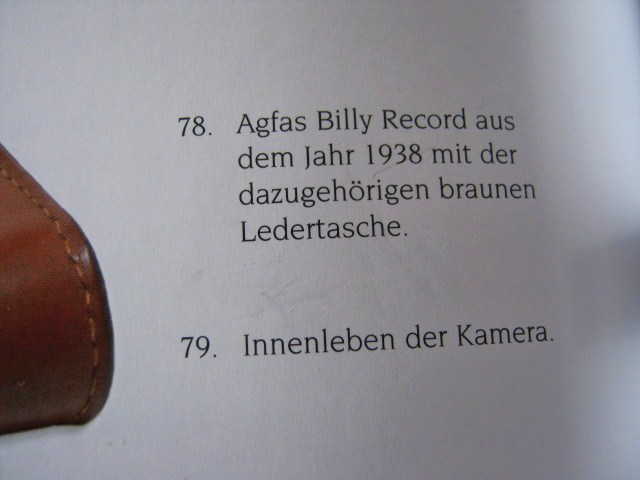 78. Agfas Billy Record aus
dem Jahr 1938 mit der
dazugehörigen braunen
Ledertasche.
79. Innenleben der Kamera.